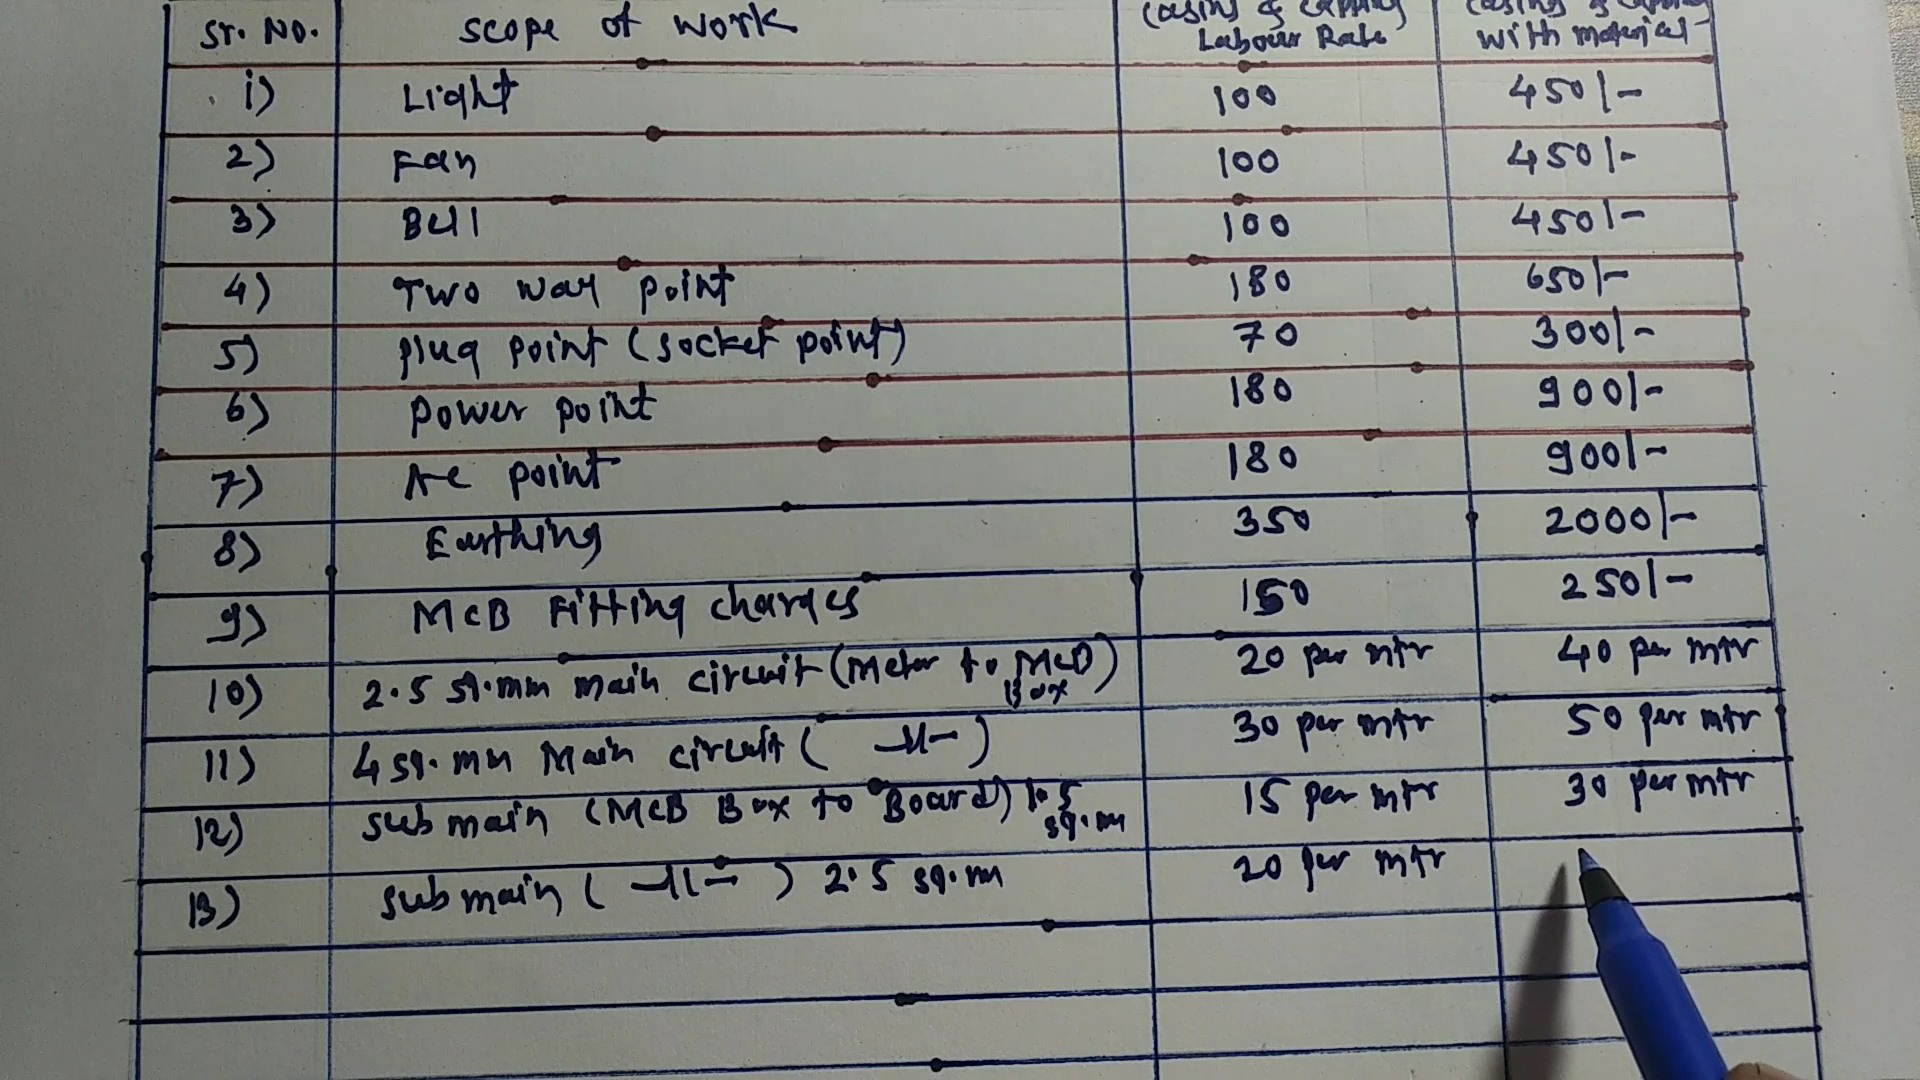 Sr. No. scope of work Casing & Capping Labour Rate Casing & Capping with material
1) Light 100 450/-
2) Fan 100 450/-
3) Bell 100 450/-
4) Two way point 180 650/-
5) plug point (socket point) 70 300/-
6) power point 180 900/-
7) A-C point 180 900/-
8) Earthing 350 2000/-
9) MCB Fitting charges 150 250/-
10) 2.5 sq.mm main circuit (Meter to MCB Box) 20 per mtr 40 per mtr
11) 4 sq.mm Main circuit ( -||- ) 30 per mtr 50 per mtr
12) sub main (MCB Box to Board) 1.5 sq.mm 15 per mtr 30 per mtr
13) sub main ( -||- ) 2.5 sq.mm 20 per mtr